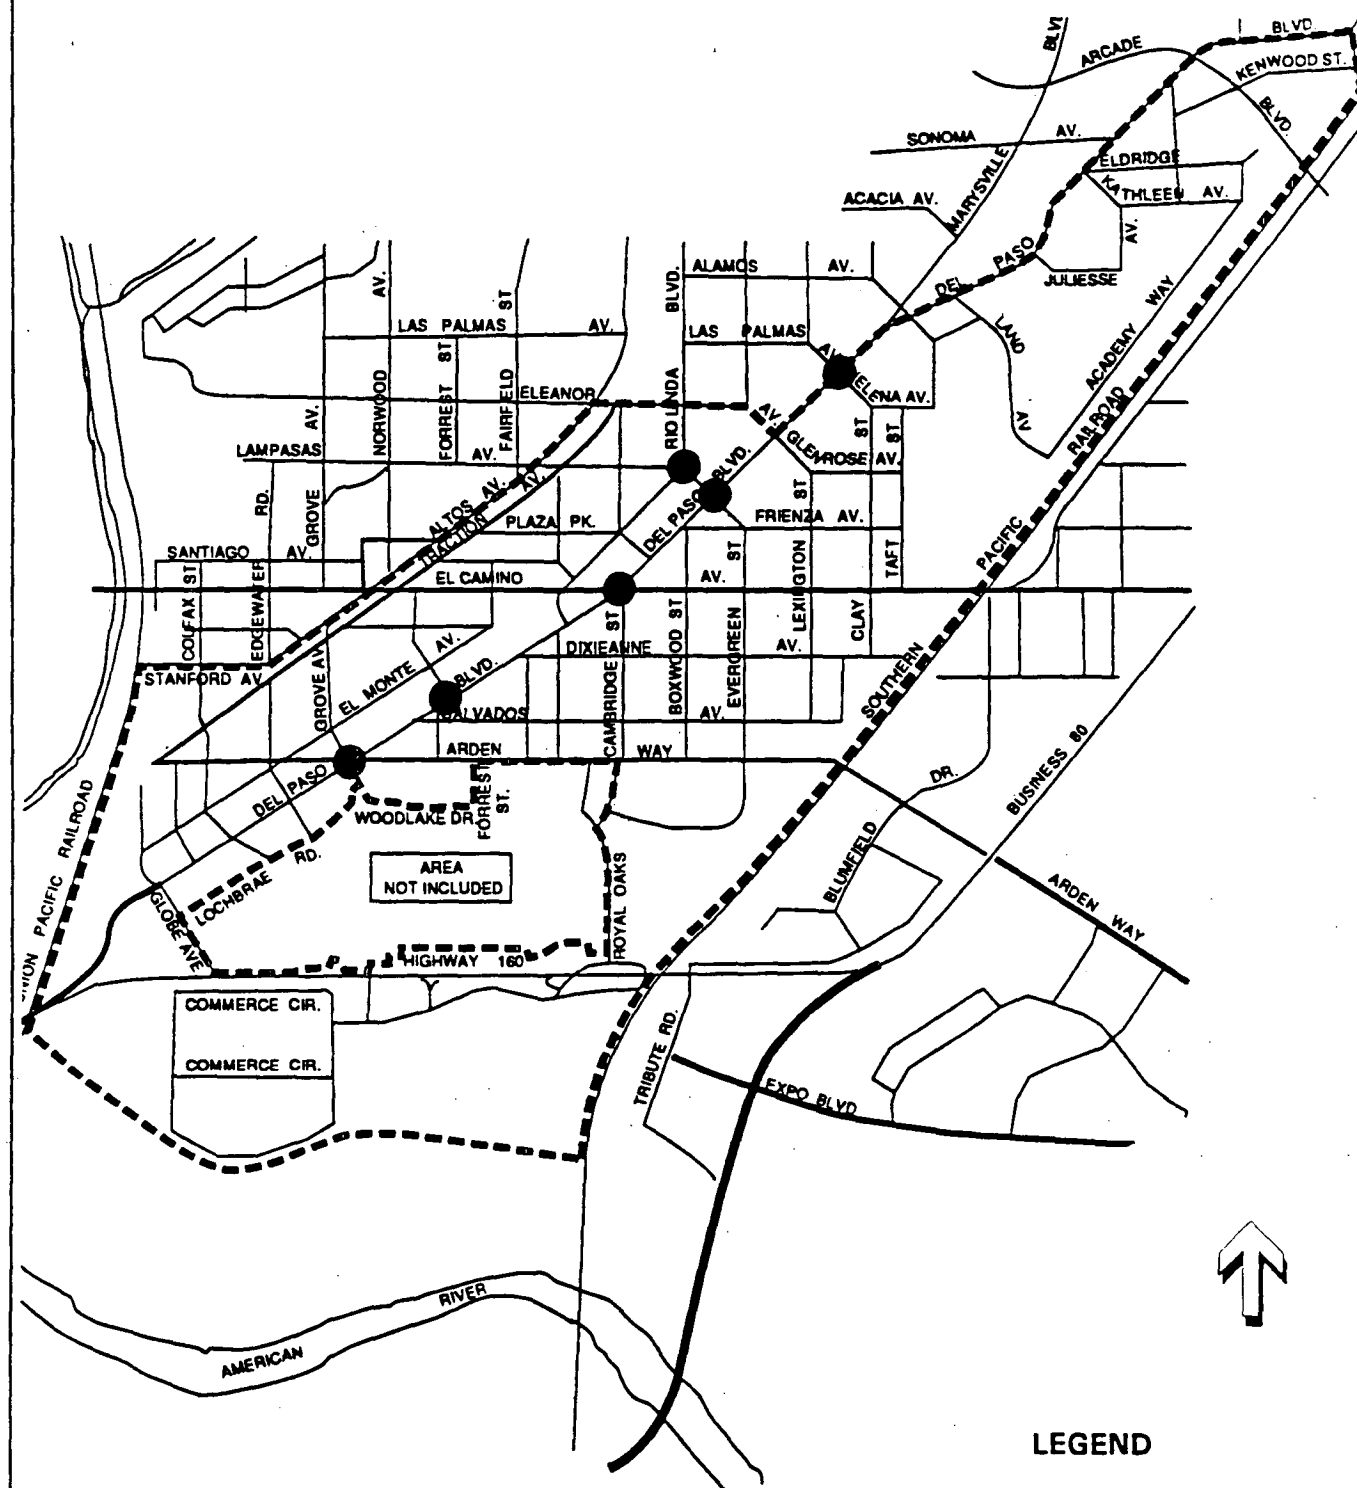 BLVD.
ARCADE
KENWOOD ST.
BLVD.
SONOMA AV.
ELDRIDGE
KATHLEEN AV.
ACACIA AV.
MARYSVILLE
AV.
DEL PASO
JULIESSE
ALAMOS AV.
RIO LINDA BLVD.
AV.
ST
LAS PALMAS AV.
LAS PALMAS AV.
LAND AV
ACADEMY WAY
NORWOOD
FORREST ST
FAIRFIELD
ELEANOR
AV.
ELENA AV.
GLENROSE AV.
ST
ST
LAMPASAS AV.
GROVE AV.
ALTOS AV.
TRACTION AV.
DEL PASO BLVD.
PLAZA PK.
FRIENZA AV.
SOUTHERN PACIFIC RAILROAD
SANTIAGO AV.
COLFAX ST
EDGEWATER RD.
EL CAMINO AV.
LEXINGTON ST
TAFT
CLAY
EVERGREEN ST
BOXWOOD ST
CAMBRIDGE ST
DIXIEANNE AV.
STANFORD AV.
GROVE AV.
EL MONTE AV.
BLVD.
CALVADOS AV.
ARDEN WAY
DEL PASO
WOODLAKE DR.
FORREST ST.
DR.
BUSINESS 80
BLUMFIELD
LOCHBRAE RD.
AREA
NOT INCLUDED
ROYAL OAKS
ARDEN WAY
GLOBE AVE
PACIFIC RAILROAD
HIGHWAY 160
COMMERCE CIR.
COMMERCE CIR.
TRIBUTE RD.
EXPO BLVD
AMERICAN RIVER
LEGEND